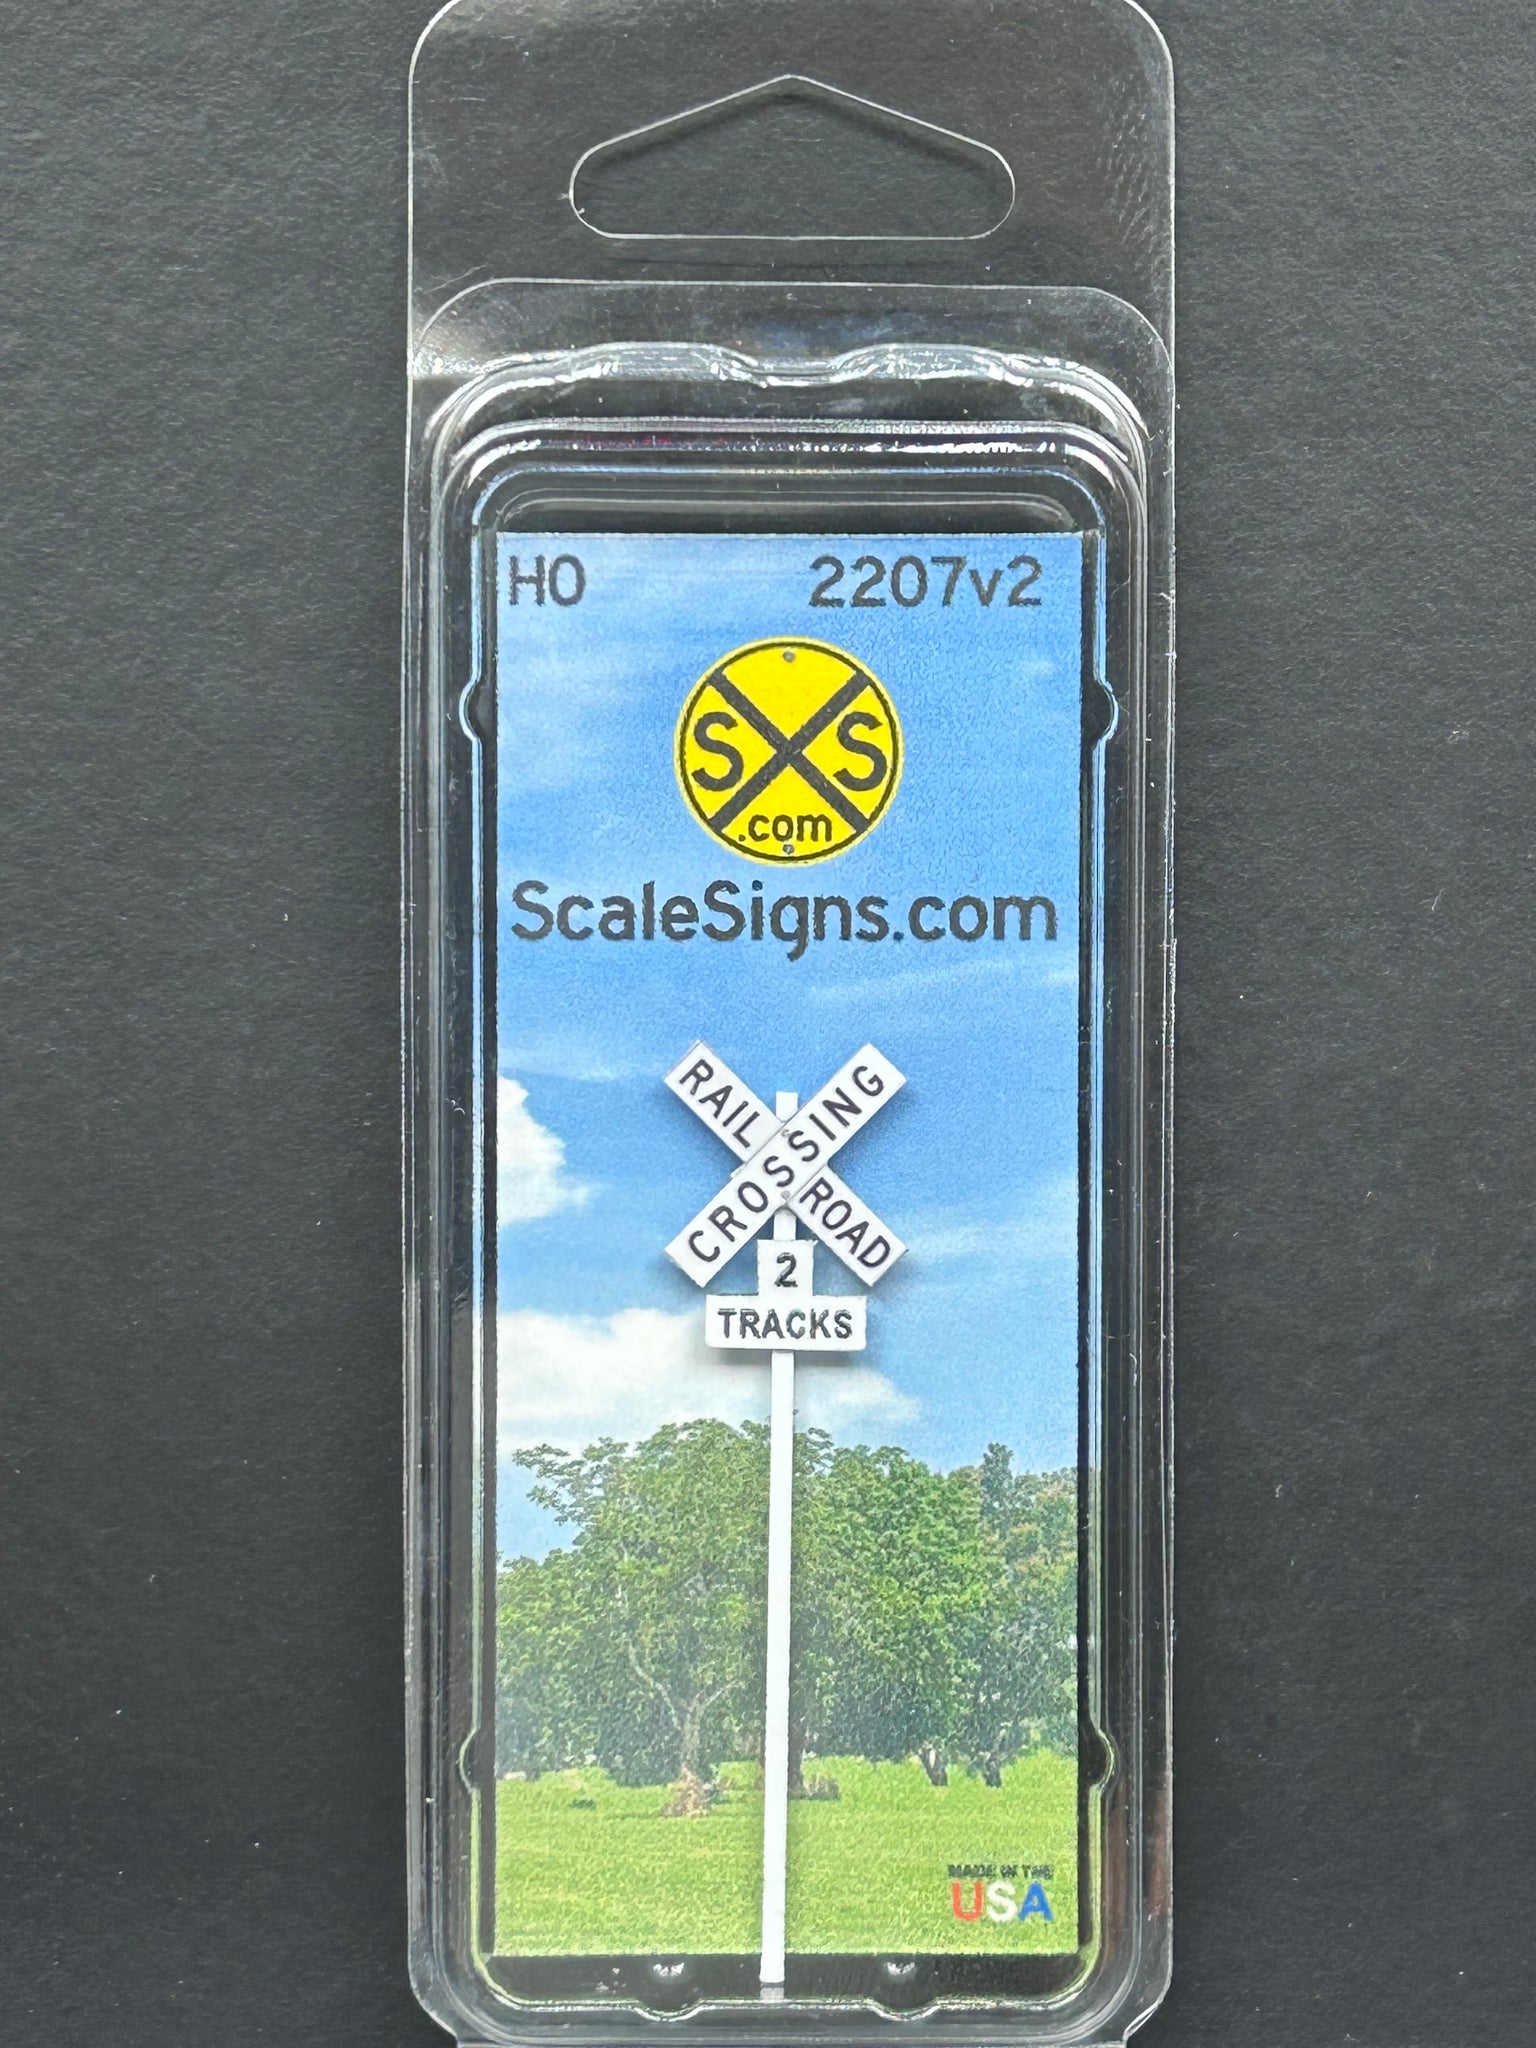 HO 2207v2
S S
.com
ScaleSigns.com
RAIL ROAD
CROSSING
2
TRACKS
MADE IN THE
USA